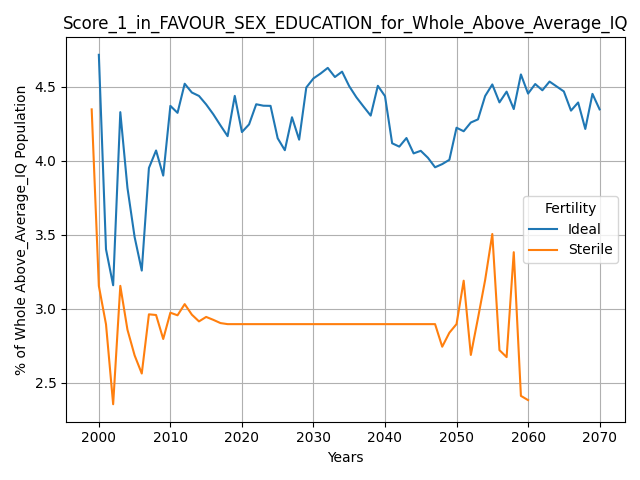 Score_1_in_FAVOUR_SEX_EDUCATION_for_Whole_Above_Average_IQ
% of Whole Above_Average_IQ Population
4.5
4.0
3.5
3.0
2.5
Fertility
Ideal
Sterile
2000 2010 2020 2030 2040 2050 2060 2070
Years